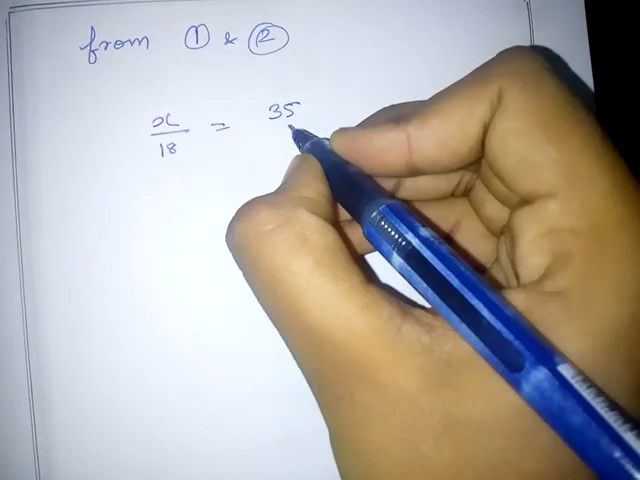 from ① & ②
x/18 = 35